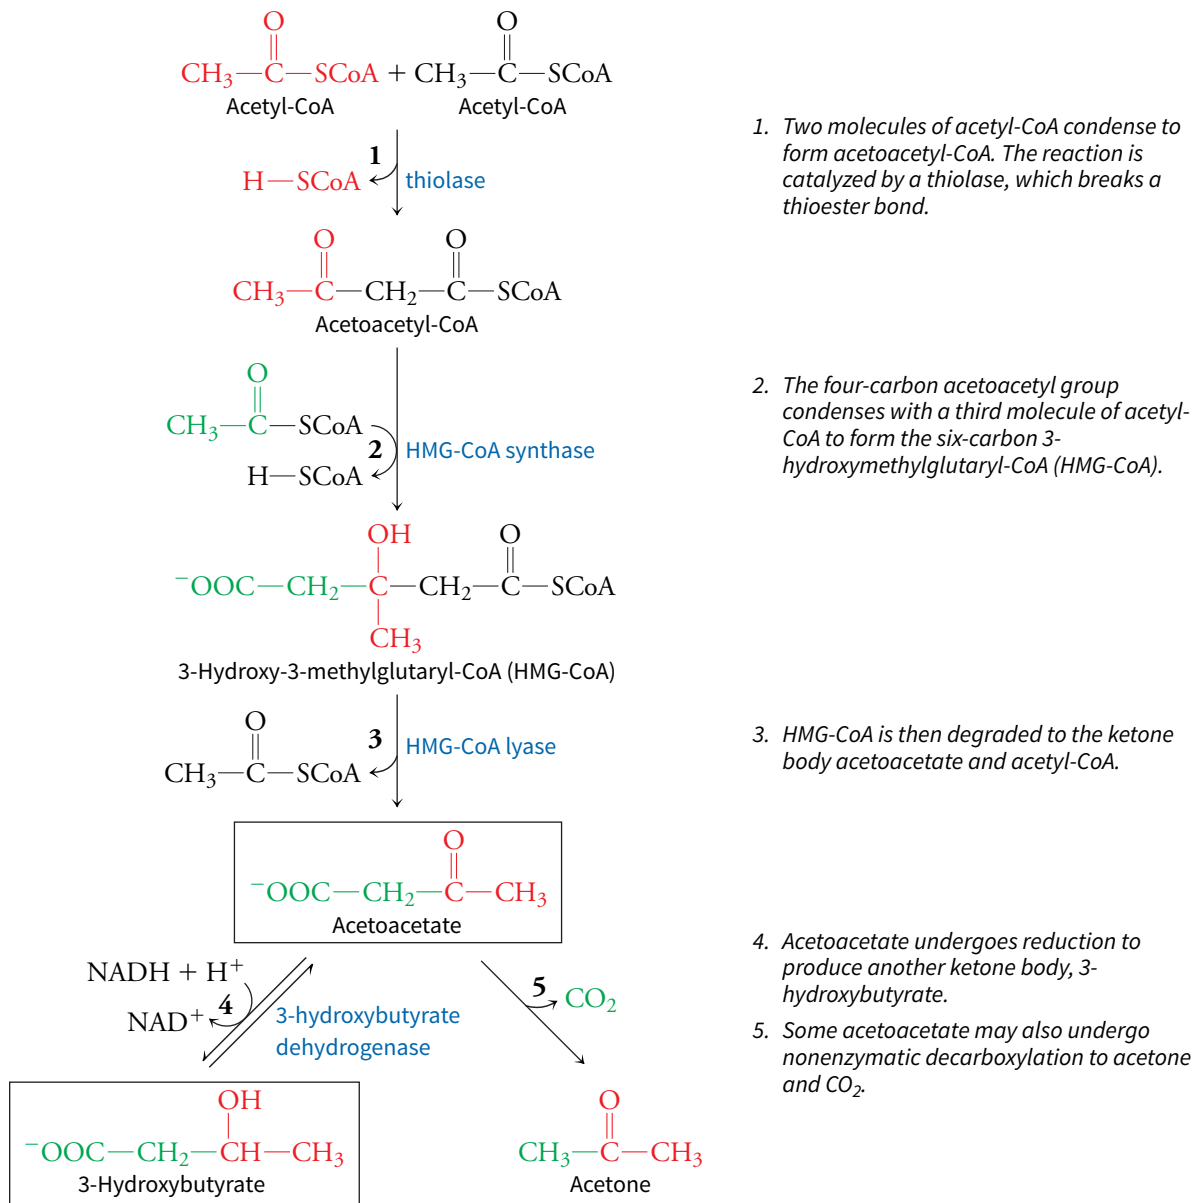 O O
CH₃—C—SCoA + CH₃—C—SCoA
Acetyl-CoA Acetyl-CoA
1
H—SCoA
thiolase
1. Two molecules of acetyl-CoA condense to
form acetoacetyl-CoA. The reaction is
catalyzed by a thiolase, which breaks a
thioester bond.
O O
CH₃—C—CH₂—C—SCoA
Acetoacetyl-CoA
O
CH₃—C—SCoA
2 HMG-CoA synthase
H—SCoA
2. The four-carbon acetoacetyl group
condenses with a third molecule of acetyl-
CoA to form the six-carbon 3-
hydroxymethylglutaryl-CoA (HMG-CoA).
OH O
⁻OOC—CH₂—C—CH₂—C—SCoA
CH₃
3-Hydroxy-3-methylglutaryl-CoA (HMG-CoA)
O
3 HMG-CoA lyase
CH₃—C—SCoA
3. HMG-CoA is then degraded to the ketone
body acetoacetate and acetyl-CoA.
O
⁻OOC—CH₂—C—CH₃
Acetoacetate
NADH + H⁺
4
NAD⁺
3-hydroxybutyrate
dehydrogenase
5 CO₂
4. Acetoacetate undergoes reduction to
produce another ketone body, 3-
hydroxybutyrate.
5. Some acetoacetate may also undergo
nonenzymatic decarboxylation to acetone
and CO₂.
OH
⁻OOC—CH₂—CH—CH₃
3-Hydroxybutyrate
O
CH₃—C—CH₃
Acetone